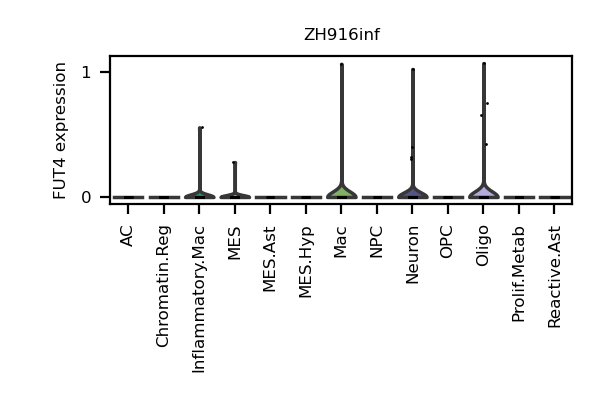 ZH916inf
FUT4 expression
1
0
AC
Chromatin.Reg
Inflammatory.Mac
MES
MES.Ast
MES.Hyp
Mac
NPC
Neuron
OPC
Oligo
Prolif.Metab
Reactive.Ast